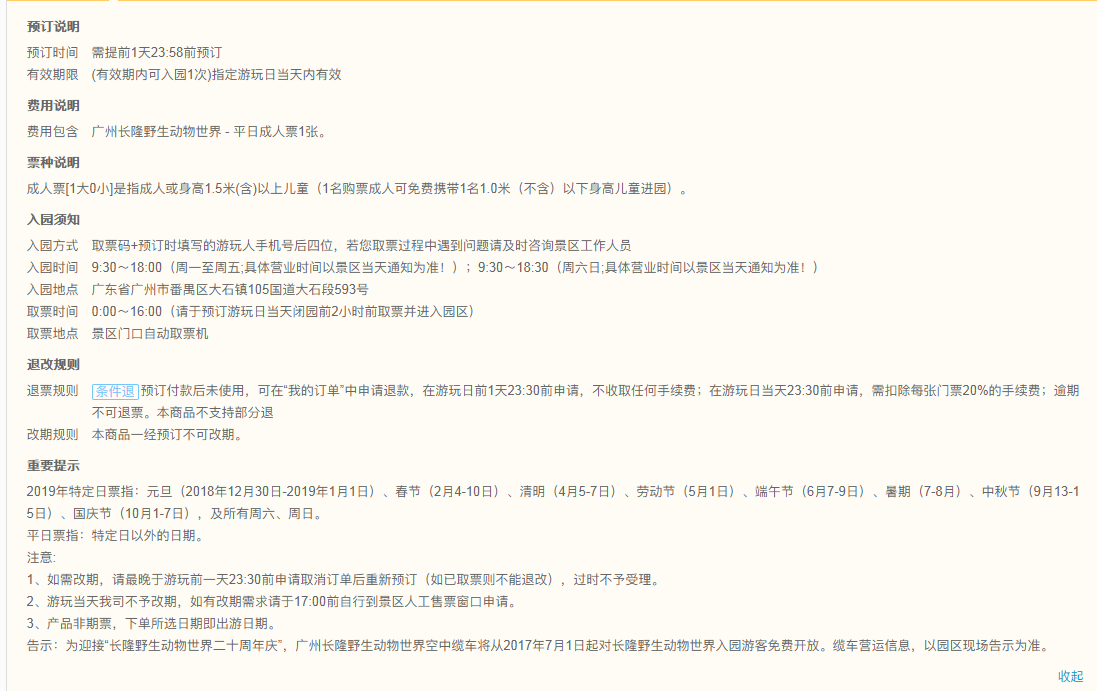 预订说明
预订时间 需提前1天23:58前预订
有效期限 (有效期内可入园1次)指定游玩日当天内有效
费用说明
费用包含 广州长隆野生动物世界 - 平日成人票1张。
票种说明
成人票[1大0小]是指成人或身高1.5米(含)以上儿童（1名购票成人可免费携带1名1.0米（不含）以下身高儿童进园）。
入园须知
入园方式 取票码+预订时填写的游玩人手机号后四位，若您取票过程中遇到问题请及时咨询景区工作人员
入园时间 9:30～18:00（周一至周五;具体营业时间以景区当天通知为准！）；9:30～18:30（周六日;具体营业时间以景区当天通知为准！）
入园地点 广东省广州市番禺区大石镇105国道大石段593号
取票时间 0:00～16:00（请于预订游玩日当天闭园前2小时前取票并进入园区）
取票地点 景区门口自动取票机
退改规则
退票规则 条件退 预订付款后未使用，可在“我的订单”中申请退款，在游玩日前1天23:30前申请，不收取任何手续费；在游玩日当天23:30前申请，需扣除每张门票20%的手续费；逾期
不可退票。本商品不支持部分退
改期规则 本商品一经预订不可改期。
重要提示
2019年特定日票指：元旦（2018年12月30日-2019年1月1日）、春节（2月4-10日）、清明（4月5-7日）、劳动节（5月1日）、端午节（6月7-9日）、暑期（7-8月）、中秋节（9月13-1
5日）、国庆节（10月1-7日），及所有周六、周日。
平日票指：特定日以外的日期。
注意:
1、如需改期，请最晚于游玩前一天23:30前申请取消订单后重新预订（如已取票则不能退改），过时不予受理。
2、游玩当天我司不予改期，如有改期需求请于17:00前自行到景区人工售票窗口申请。
3、产品非期票，下单所选日期即出游日期。
告示：为迎接“长隆野生动物世界二十周年庆”，广州长隆野生动物世界空中缆车将从2017年7月1日起对长隆野生动物世界入园游客免费开放。缆车营运信息，以园区现场告示为准。
收起